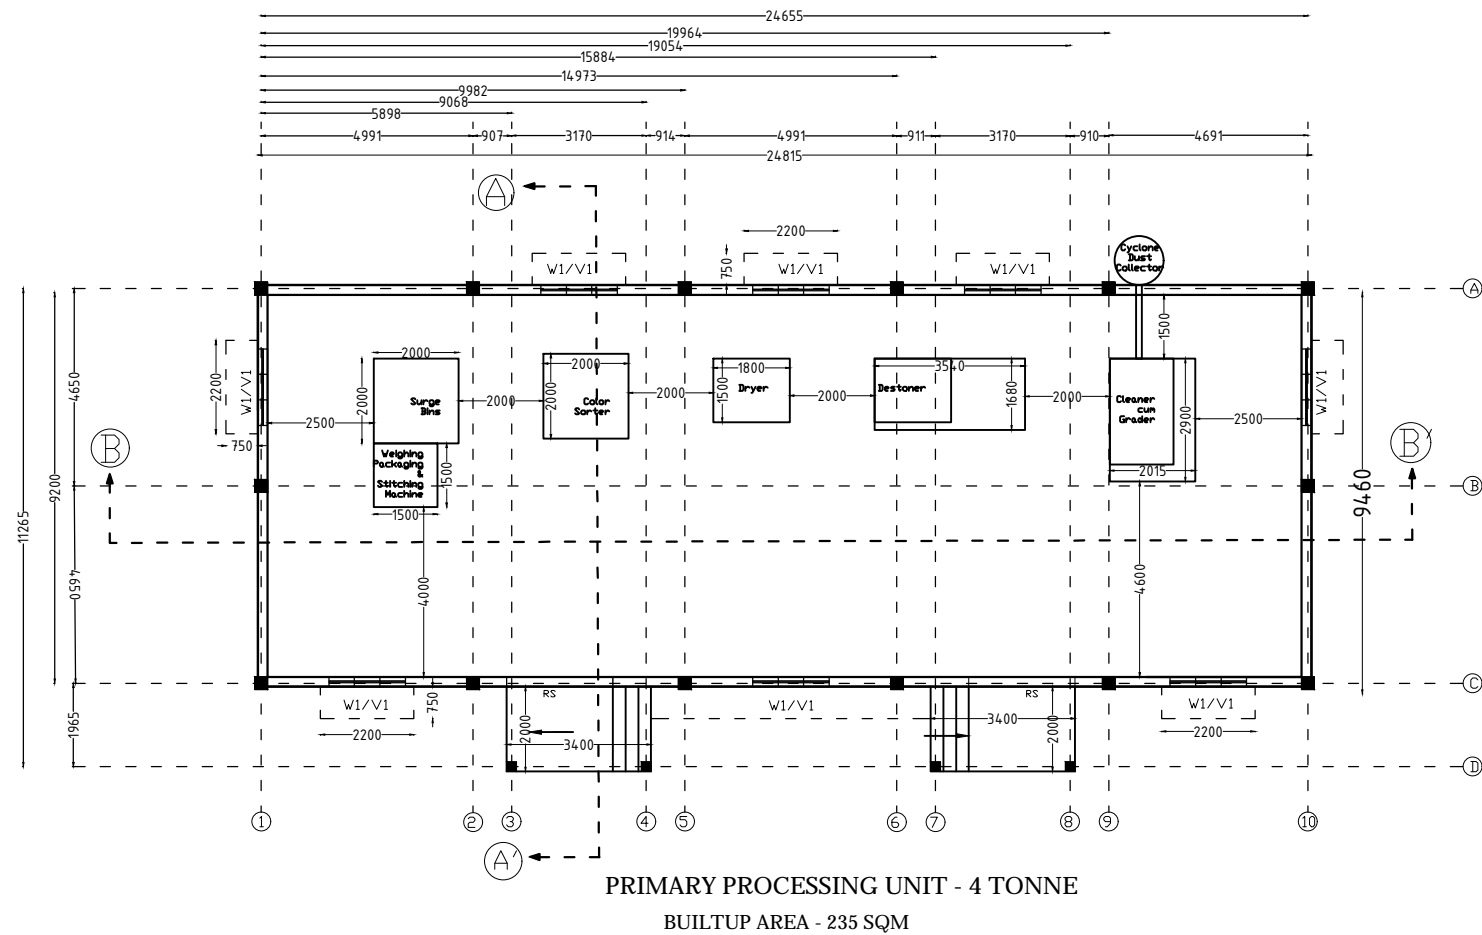 24655
19964
19054
15884
14973
9982
9068
5898
4991 907 3170 914 4991 911 3170 910 4691
24815
A
2200
Cyclone
Dust
Collector
750
W1/V1 W1/V1 W1/V1
A
1500
2000 2000 1800 3540
4650 2200 W1/V1 2000 Surge
Bins
2000 2000 Color
Sorter
2000 1500 Dryer 2000 Destoner 1680 2000 Cleaner
cum
Grader
2900 2500 W1/V1
2500
750
B B'
Weighing
Packaging
&
Stitching
Machine
1500
2015
9200 9460
B
1500
11265
4650 4000 4600
C
RS RS
W1/V1 750 W1/V1 W1/V1
1965 2200 2000 3400 3400 2000 2200
D
1 2 3 4 5 6 7 8 9 10
A'
PRIMARY PROCESSING UNIT - 4 TONNE
BUILTUP AREA - 235 SQM